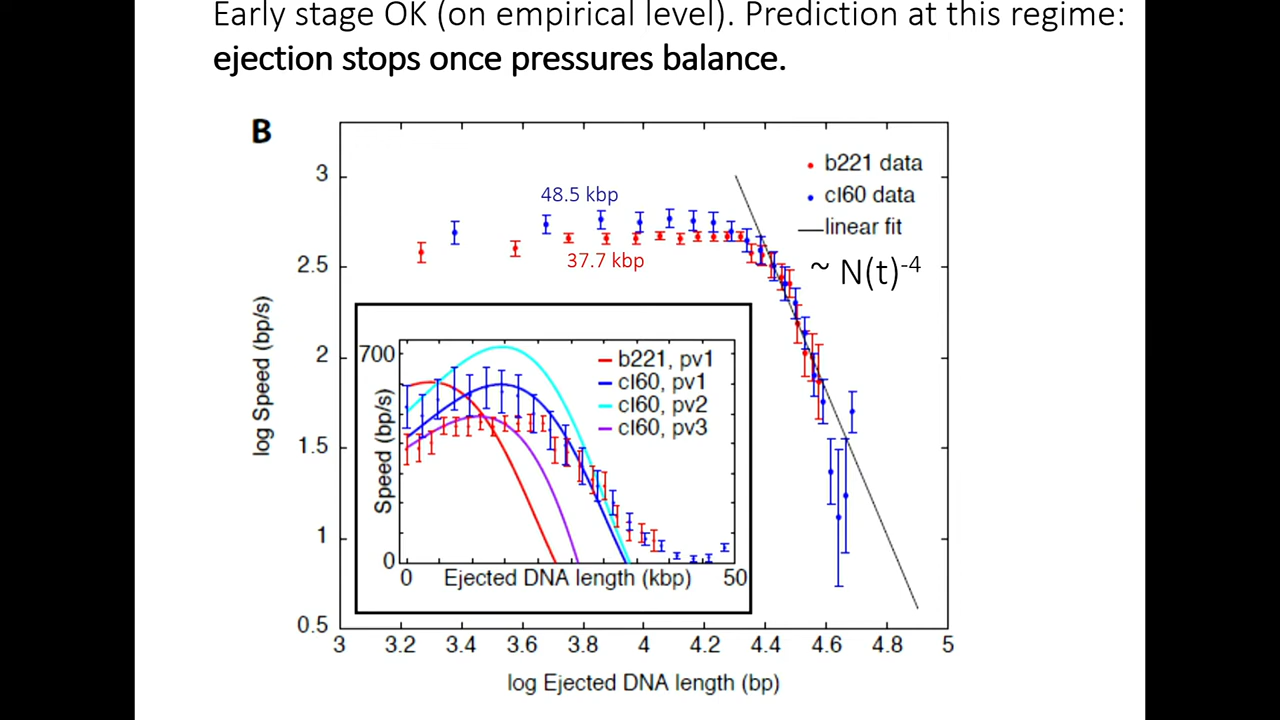 Early stage OK (on empirical level). Prediction at this regime:
ejection stops once pressures balance.
B
b221 data
cI60 data
linear fit
~ N(t)-4
48.5 kbp
37.7 kbp
log Speed (bp/s)
3
2.5
2
1.5
1
0.5
3 3.2 3.4 3.6 3.8 4 4.2 4.4 4.6 4.8 5
log Ejected DNA length (bp)
b221, pv1
cI60, pv1
cI60, pv2
cI60, pv3
Speed (bp/s)
700
0
0 Ejected DNA length (kbp) 50